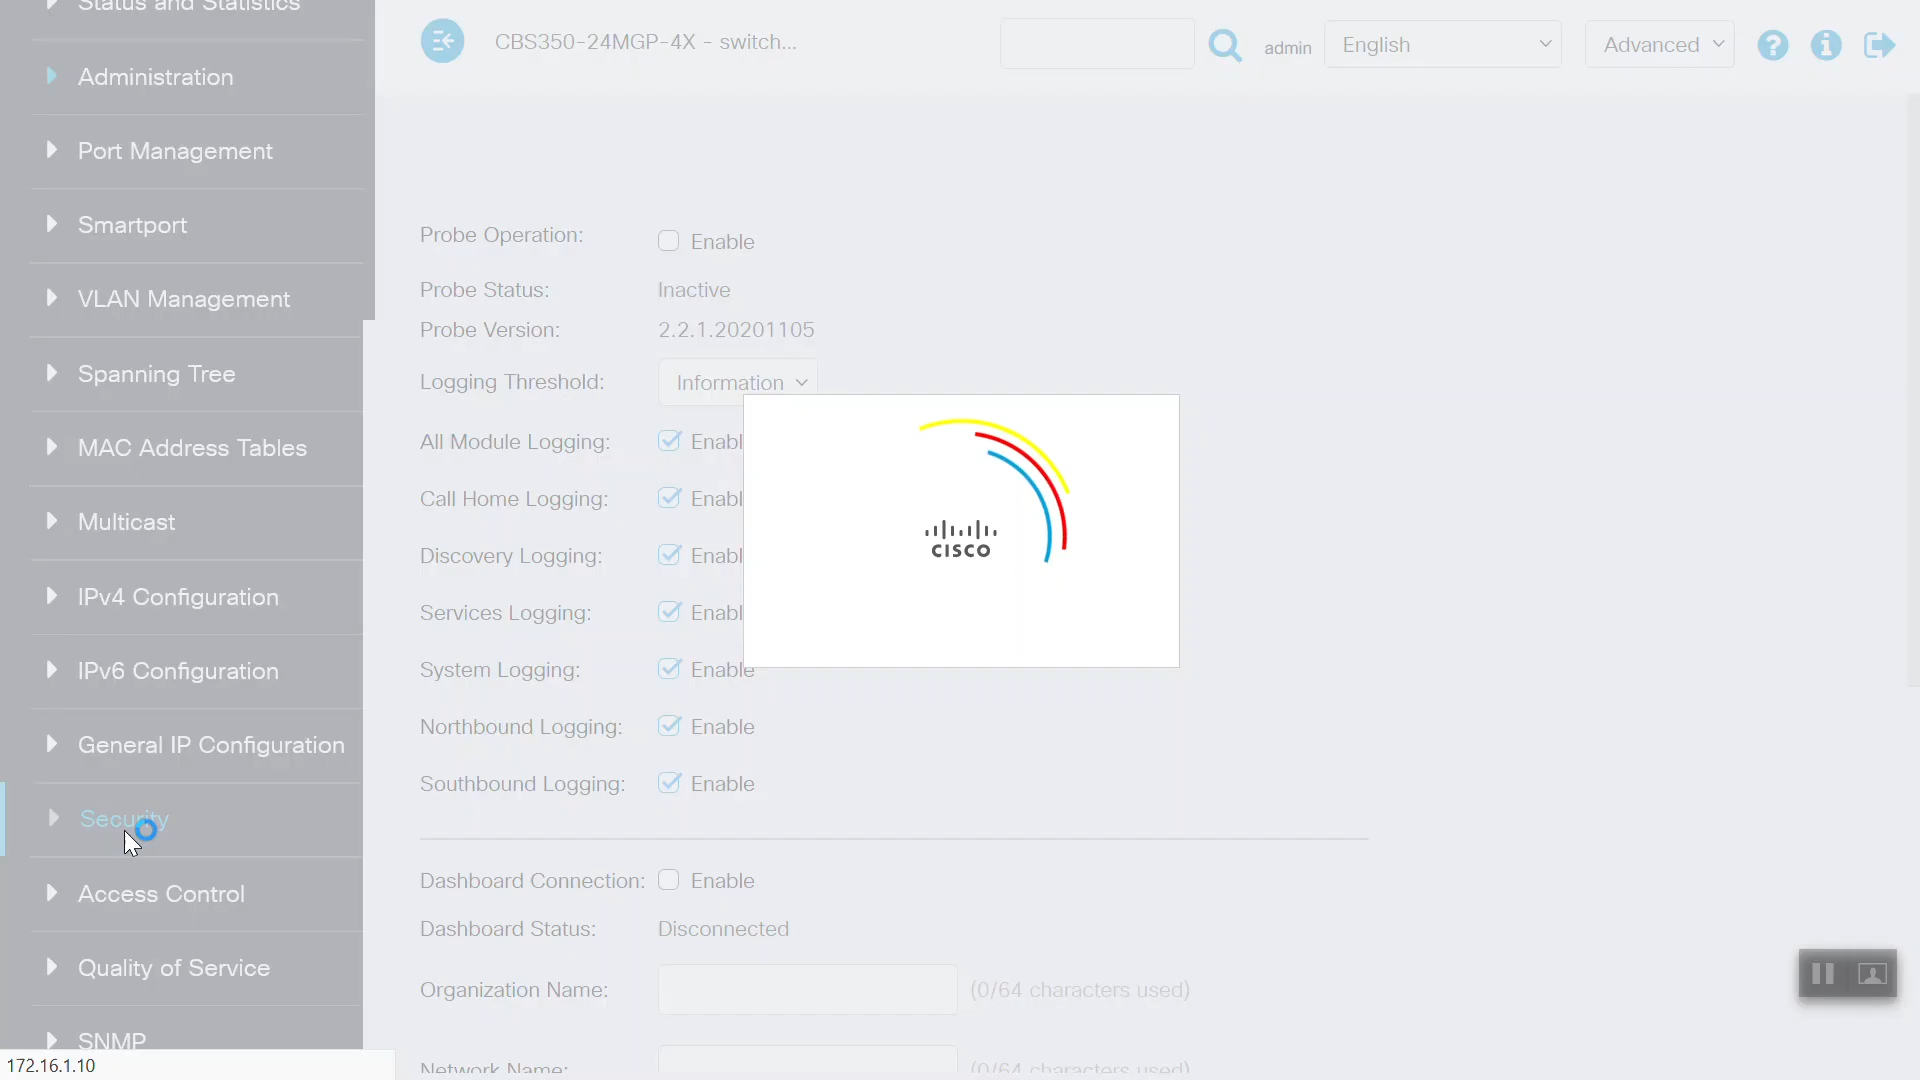 Status and Statistics
Administration
Port Management
Smartport
VLAN Management
Spanning Tree
MAC Address Tables
Multicast
IPv4 Configuration
IPv6 Configuration
General IP Configuration
Security
Access Control
Quality of Service
SNMP
172.16.1.10
CBS350-24MGP-4X - switch...
admin
English
Advanced
Probe Operation: Enable
Probe Status: Inactive
Probe Version: 2.2.1.20201105
Logging Threshold: Information
All Module Logging: Enabl
Call Home Logging: Enabl
Discovery Logging: Enabl
Services Logging: Enabl
System Logging: Enable
Northbound Logging: Enable
Southbound Logging: Enable
CISCO
Dashboard Connection: Enable
Dashboard Status: Disconnected
Organization Name: (0/64 characters used)
Network Name: (0/64 characters used)